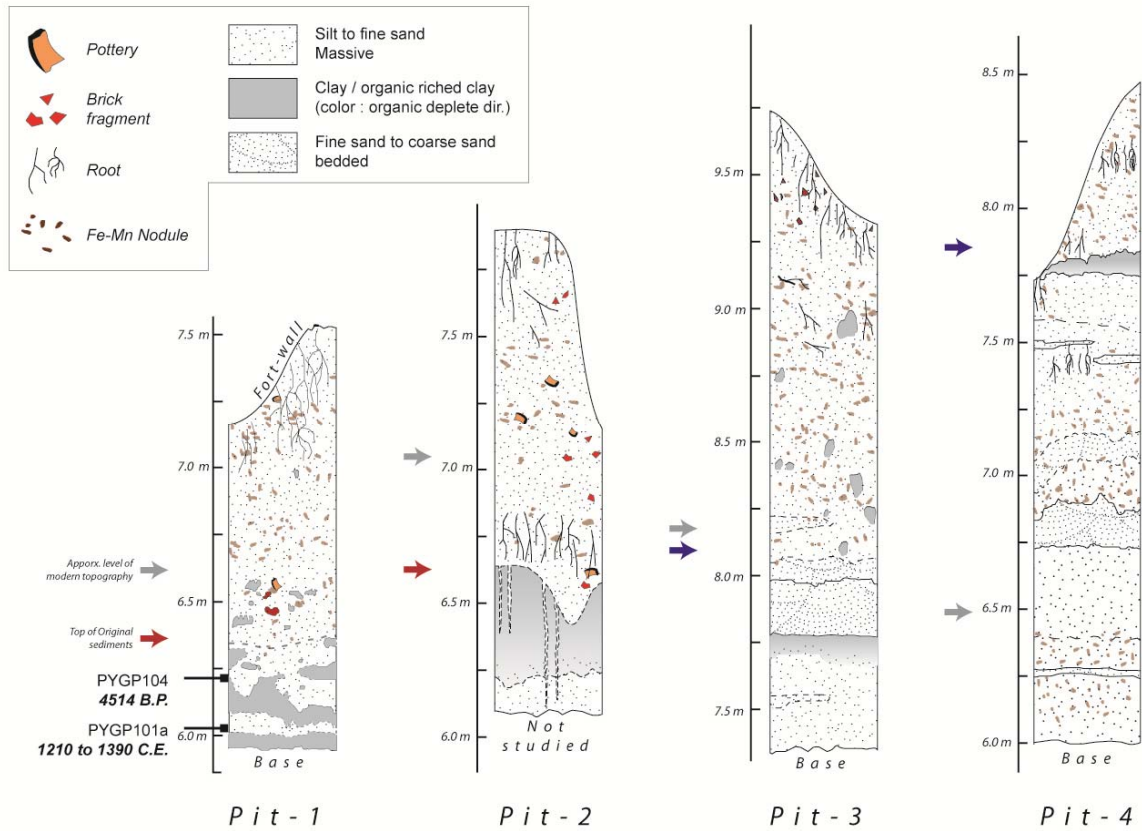 Pottery
Brick
fragment
Root
Fe-Mn Nodule
Silt to fine sand
Massive
Clay / organic riched clay
(color : organic deplete dir.)
Fine sand to coarse sand
bedded
7.5 m
7.0 m
6.5 m
6.0 m
Fort-wall
Apporx. level of
modern topography
Top of Original
sediments
PYGP104
4514 B.P.
PYGP101a
1210 to 1390 C.E.
Base
Pit-1
7.5 m
7.0 m
6.5 m
6.0 m
Not
studied
Pit-2
9.5 m
9.0 m
8.5 m
8.0 m
7.5 m
Base
Pit-3
8.5 m
8.0 m
7.5 m
7.0 m
6.5 m
6.0 m
Base
Pit-4